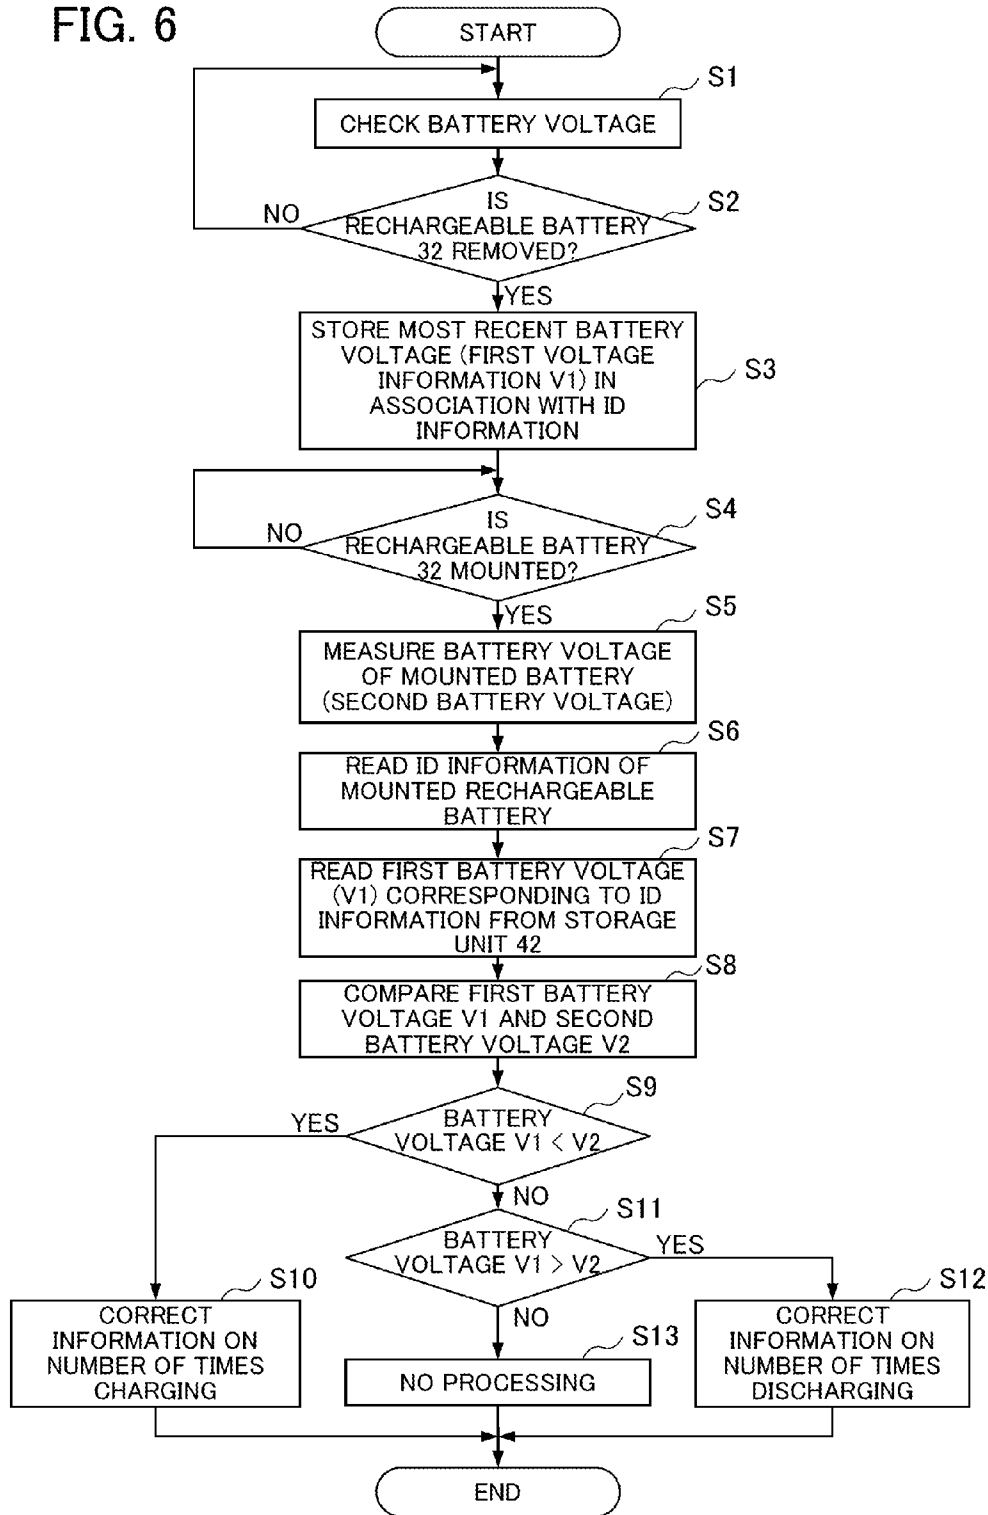 FIG. 6
START
S1
CHECK BATTERY VOLTAGE
S2
IS
RECHARGEABLE BATTERY
32 REMOVED?
NO
YES
STORE MOST RECENT BATTERY
VOLTAGE (FIRST VOLTAGE
INFORMATION V1) IN
ASSOCIATION WITH ID
INFORMATION
S3
S4
IS
RECHARGEABLE BATTERY
32 MOUNTED?
NO
YES
S5
MEASURE BATTERY VOLTAGE
OF MOUNTED BATTERY
(SECOND BATTERY VOLTAGE)
S6
READ ID INFORMATION OF
MOUNTED RECHARGEABLE
BATTERY
S7
READ FIRST BATTERY VOLTAGE
(V1) CORRESPONDING TO ID
INFORMATION FROM STORAGE
UNIT 42
S8
COMPARE FIRST BATTERY
VOLTAGE V1 AND SECOND
BATTERY VOLTAGE V2
S9
YES
BATTERY
VOLTAGE V1 < V2
NO
S11
BATTERY
VOLTAGE V1 > V2
YES
NO
S10
CORRECT
INFORMATION ON
NUMBER OF TIMES
CHARGING
S13
NO PROCESSING
S12
CORRECT
INFORMATION ON
NUMBER OF TIMES
DISCHARGING
END